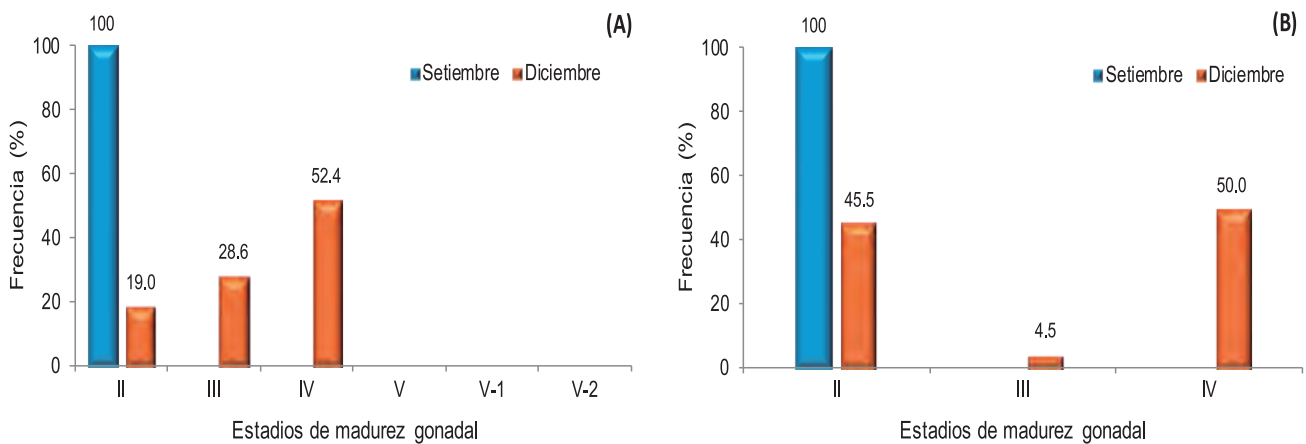 (A)
100
100
80
60
40
20
0
Frecuencia (%)
Setiembre Diciembre
19.0
28.6
52.4
II III IV V V-1 V-2
Estadios de madurez gonadal
(B)
100
100
80
60
40
20
0
Frecuencia (%)
Setiembre Diciembre
45.5
4.5
50.0
II III IV
Estadios de madurez gonadal